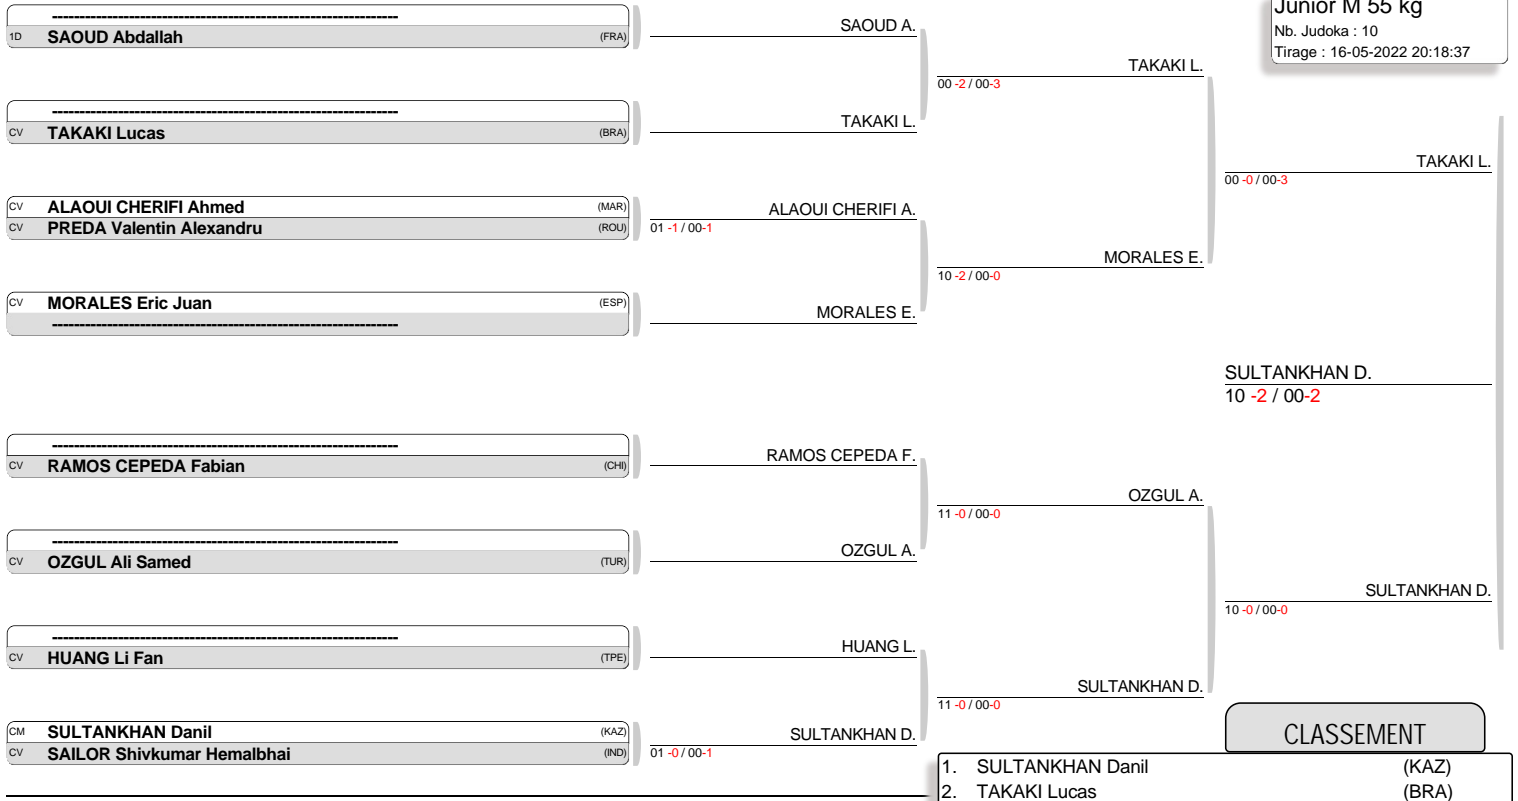 Junior M 55 kg
Nb. Judoka : 10
Tirage : 16-05-2022 20:18:37
----------------------------------------------------------------
1D SAOUD Abdallah (FRA)
----------------------------------------------------------------
CV TAKAKI Lucas (BRA)
CV ALAOUI CHERIFI Ahmed (MAR)
CV PREDA Valentin Alexandru (ROU)
CV MORALES Eric Juan (ESP)
----------------------------------------------------------------
----------------------------------------------------------------
CV RAMOS CEPEDA Fabian (CHI)
----------------------------------------------------------------
CV OZGUL Ali Samed (TUR)
----------------------------------------------------------------
CV HUANG Li Fan (TPE)
CM SULTANKHAN Danil (KAZ)
CV SAILOR Shivkumar Hemalbhai (IND)
SAOUD A.
TAKAKI L.
ALAOUI CHERIFI A.
01 -1 / 00-1
MORALES E.
RAMOS CEPEDA F.
OZGUL A.
HUANG L.
SULTANKHAN D.
01 -0 / 00-1
TAKAKI L.
00 -2 / 00-3
MORALES E.
10 -2 / 00-0
OZGUL A.
11 -0 / 00-0
SULTANKHAN D.
11 -0 / 00-0
TAKAKI L.
00 -0 / 00-3
SULTANKHAN D.
10 -2 / 00-2
SULTANKHAN D.
10 -0 / 00-0
CLASSEMENT
1. SULTANKHAN Danil (KAZ)
2. TAKAKI Lucas (BRA)